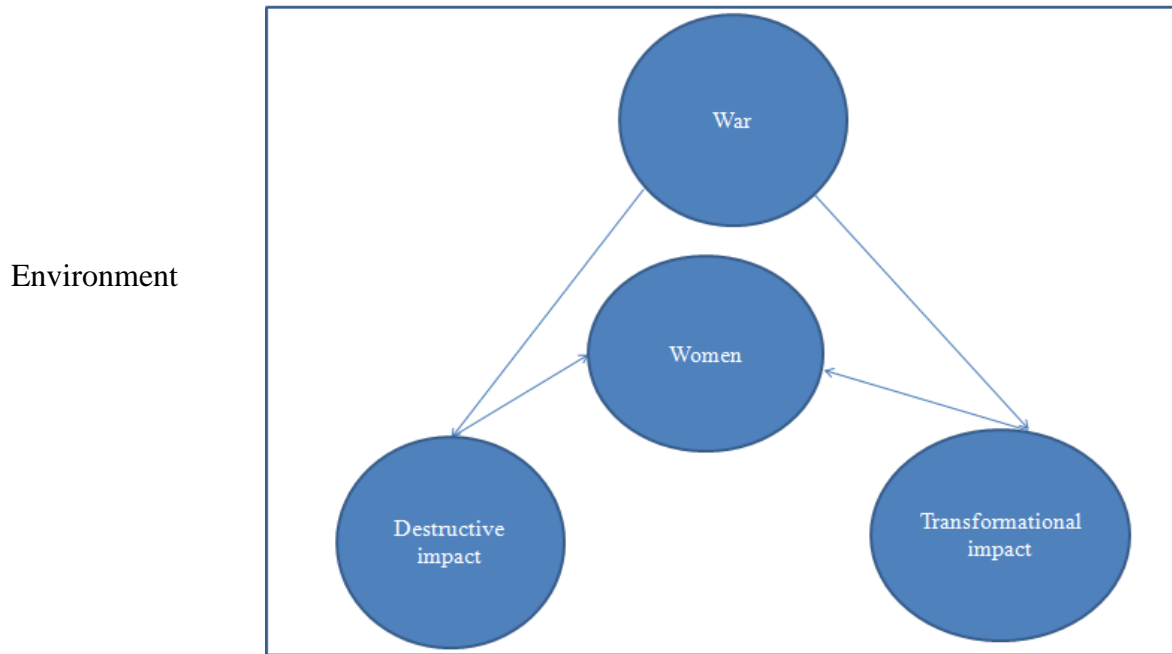 War
Environment
Women
Destructive
impact
Transformational
impact